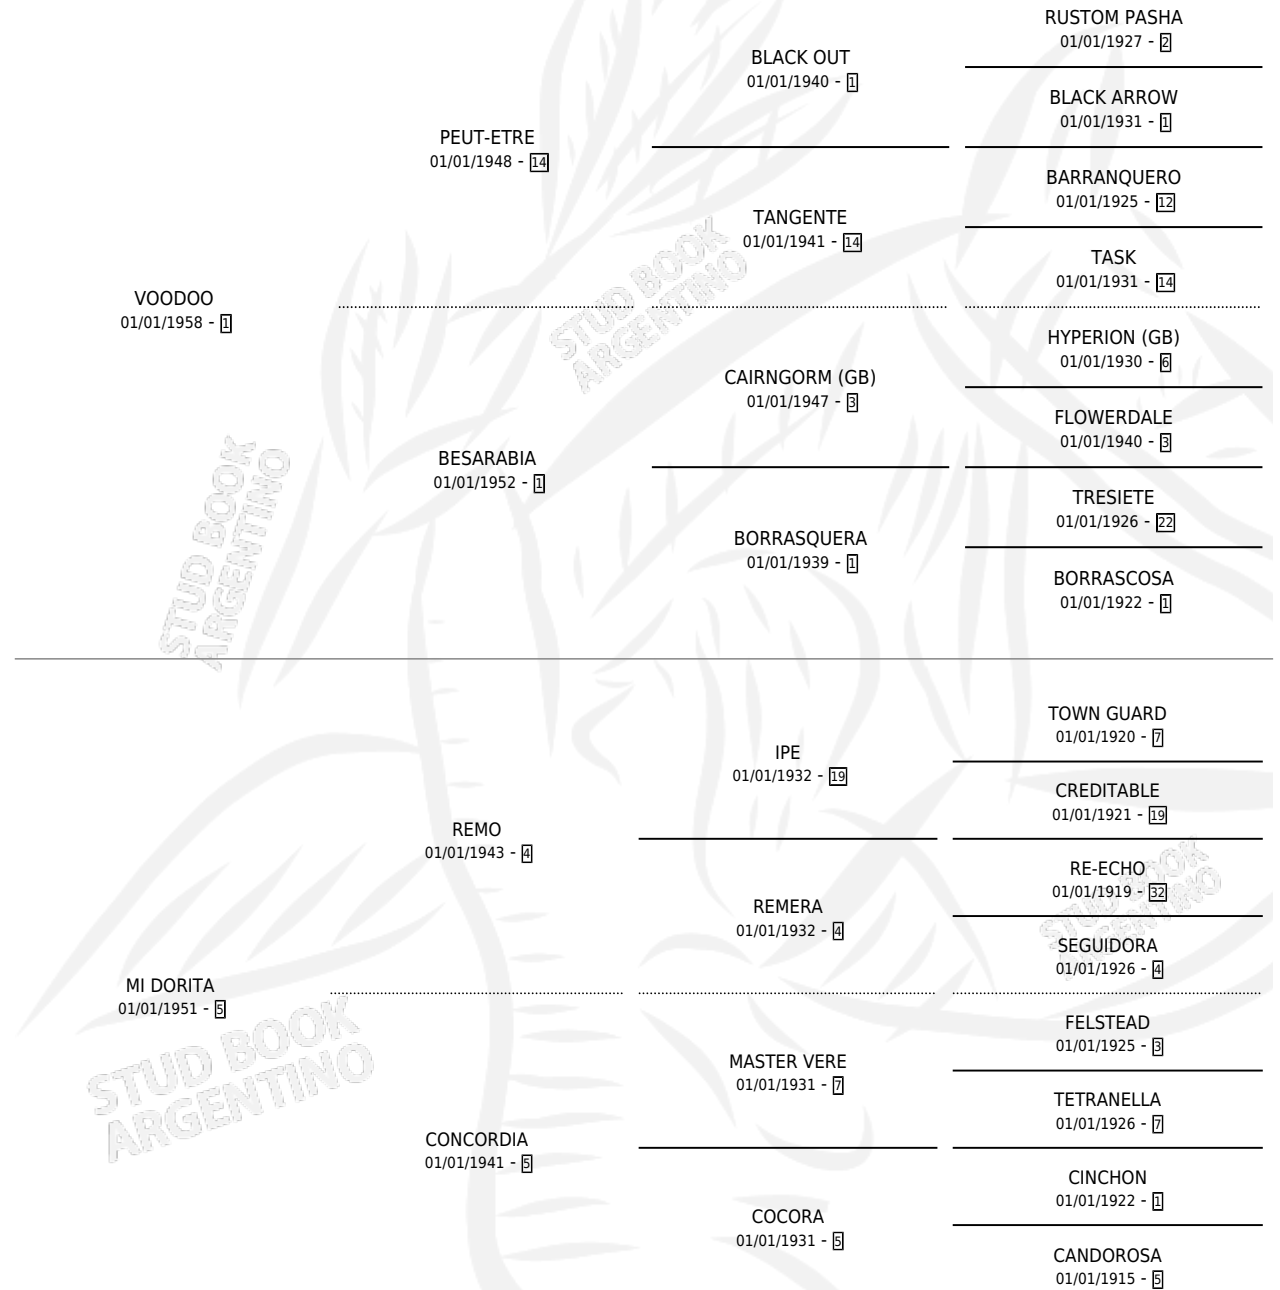 RUSTOM PASHA
01/01/1927 - 2
BLACK OUT
01/01/1940 - 1
BLACK ARROW
01/01/1931 - 1
PEUT-ETRE
01/01/1948 - 14
BARRANQUERO
01/01/1925 - 12
TANGENTE
01/01/1941 - 14
TASK
01/01/1931 - 14
VOODOO
01/01/1958 - 1
HYPERION (GB)
01/01/1930 - 6
CAIRNGORM (GB)
01/01/1947 - 3
FLOWERDALE
01/01/1940 - 3
BESARABIA
01/01/1952 - 1
TRESIETE
01/01/1926 - 22
BORRASQUERA
01/01/1939 - 1
BORRASCOSA
01/01/1922 - 1
STUD BOOK
ARGENTINO
STUD BOOK
ARGENTINO
TOWN GUARD
01/01/1920 - 7
IPE
01/01/1932 - 19
CREDITABLE
01/01/1921 - 19
REMO
01/01/1943 - 4
RE-ECHO
01/01/1919 - 32
REMERA
01/01/1932 - 4
SEGUIDORA
01/01/1926 - 4
MI DORITA
01/01/1951 - 5
FELSTEAD
01/01/1925 - 3
MASTER VERE
01/01/1931 - 7
TETRANELLA
01/01/1926 - 7
CONCORDIA
01/01/1941 - 5
CINCHON
01/01/1922 - 1
COCORA
01/01/1931 - 5
CANDOROSA
01/01/1915 - 5
STUD BOOK
ARGENTINO
STUD BOOK
ARGENTINO